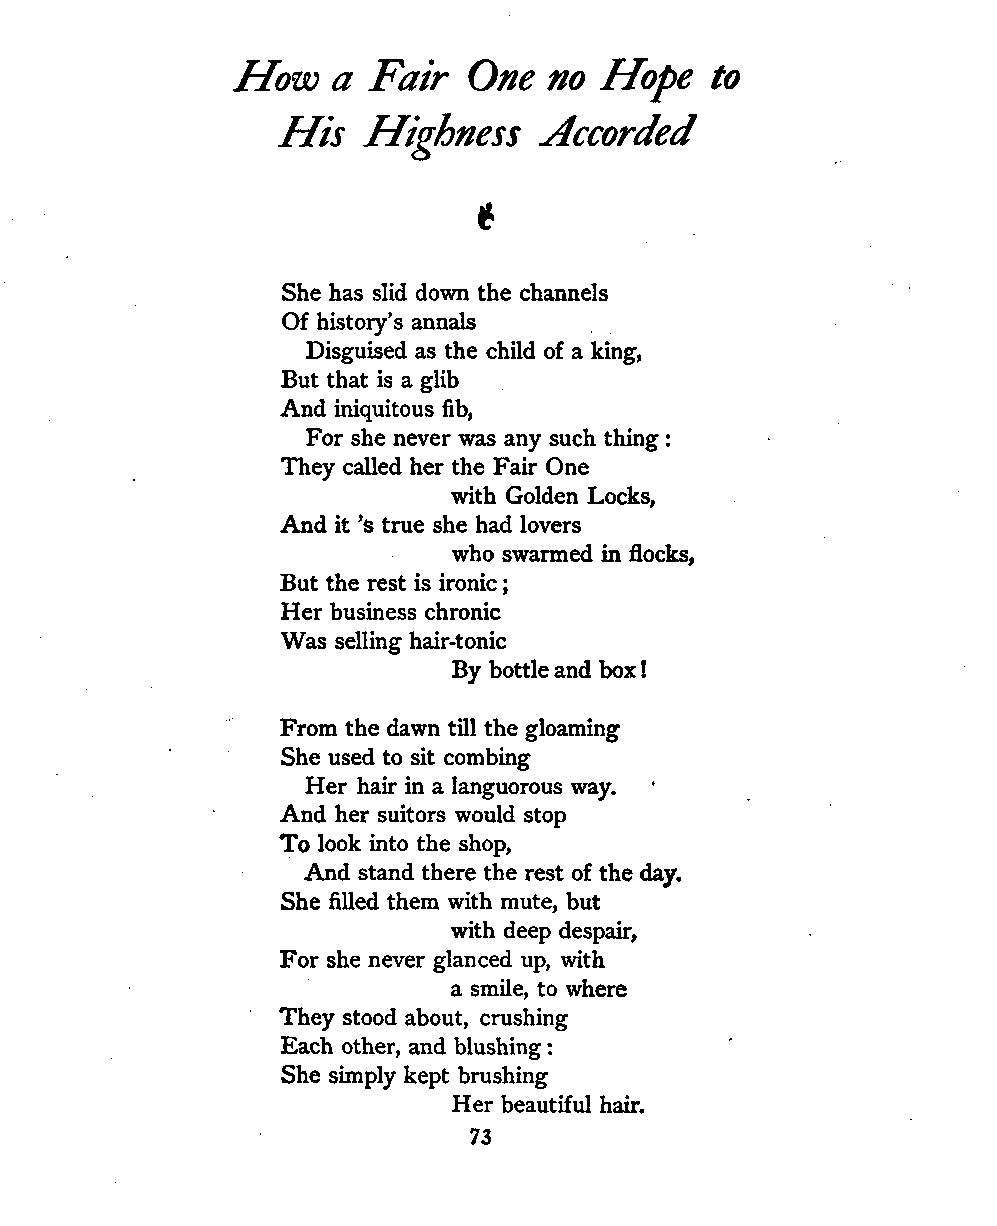 How a Fair One no Hope to
His Highness Accorded
She has slid down the channels
Of history's annals
Disguised as the child of a king,
But that is a glib
And iniquitous fib,
For she never was any such thing :
They called her the Fair One
with Golden Locks,
And it 's true she had lovers
who swarmed in flocks,
But the rest is ironic ;
Her business chronic
Was selling hair-tonic
By bottle and box !
From the dawn till the gloaming
She used to sit combing
Her hair in a languorous way.
And her suitors would stop
To look into the shop,
And stand there the rest of the day.
She filled them with mute, but
with deep despair,
For she never glanced up, with
a smile, to where
They stood about, crushing
Each other, and blushing :
She simply kept brushing
Her beautiful hair.
73